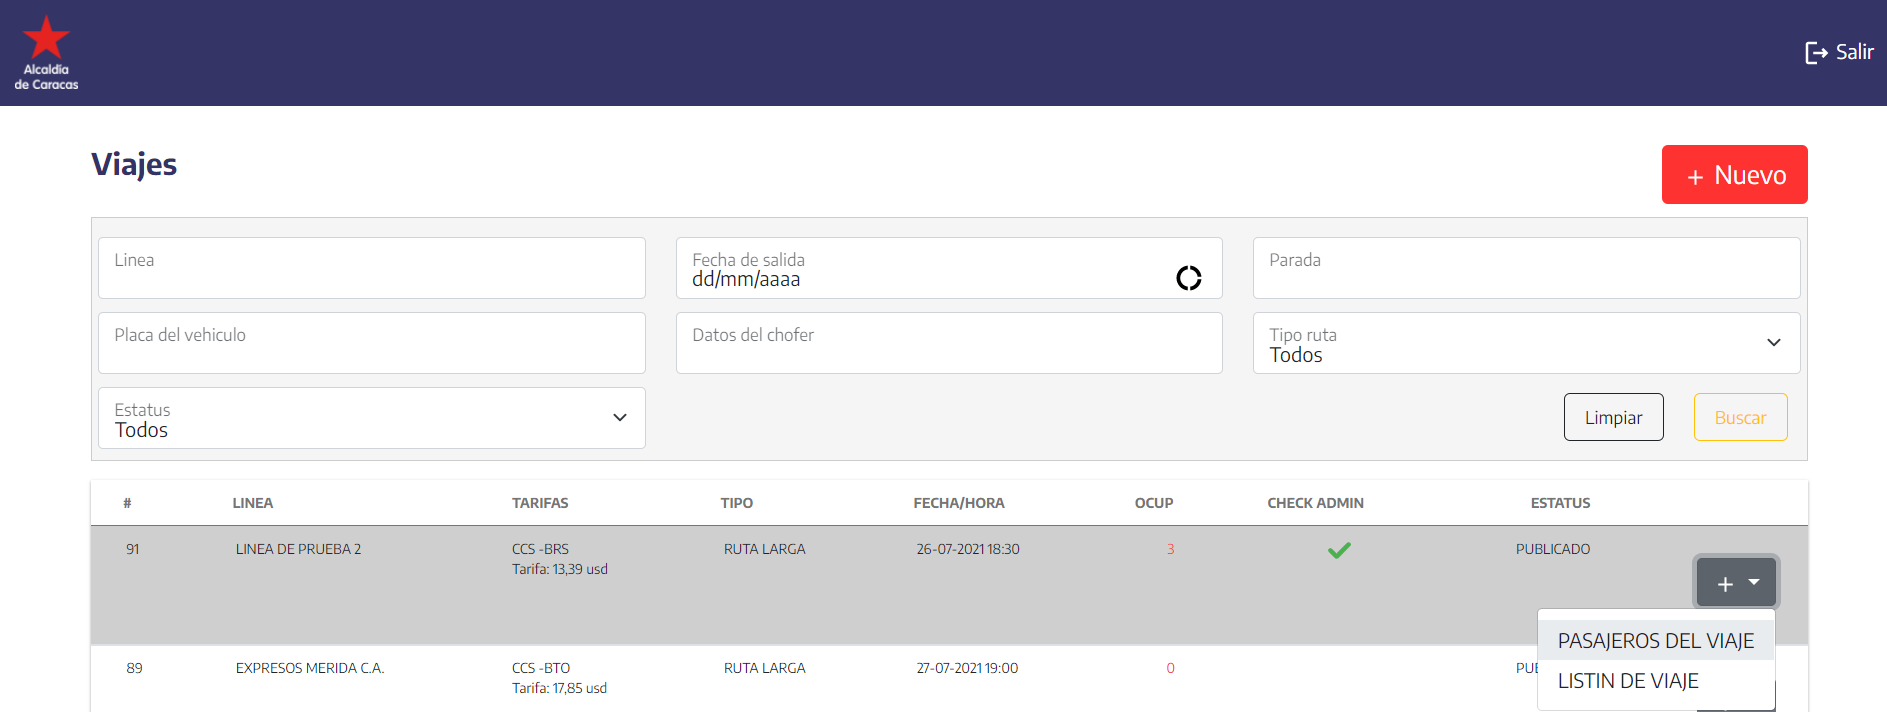 Alcaldía
de Caracas
Salir
Viajes
+ Nuevo
Linea
Fecha de salida
dd/mm/aaaa
Parada
Placa del vehiculo
Datos del chofer
Tipo ruta
Todos
Estatus
Todos
Limpiar
Buscar
# LINEA TARIFAS TIPO FECHA/HORA OCUP CHECK ADMIN ESTATUS
91 LINEA DE PRUEBA 2 CCS -BRS RUTA LARGA 26-07-2021 18:30 3 PUBLICADO
Tarifa: 13,39 usd
+
PASAJEROS DEL VIAJE
LISTIN DE VIAJE
89 EXPRESOS MERIDA C.A. CCS -BTO RUTA LARGA 27-07-2021 19:00 0
Tarifa: 17,85 usd